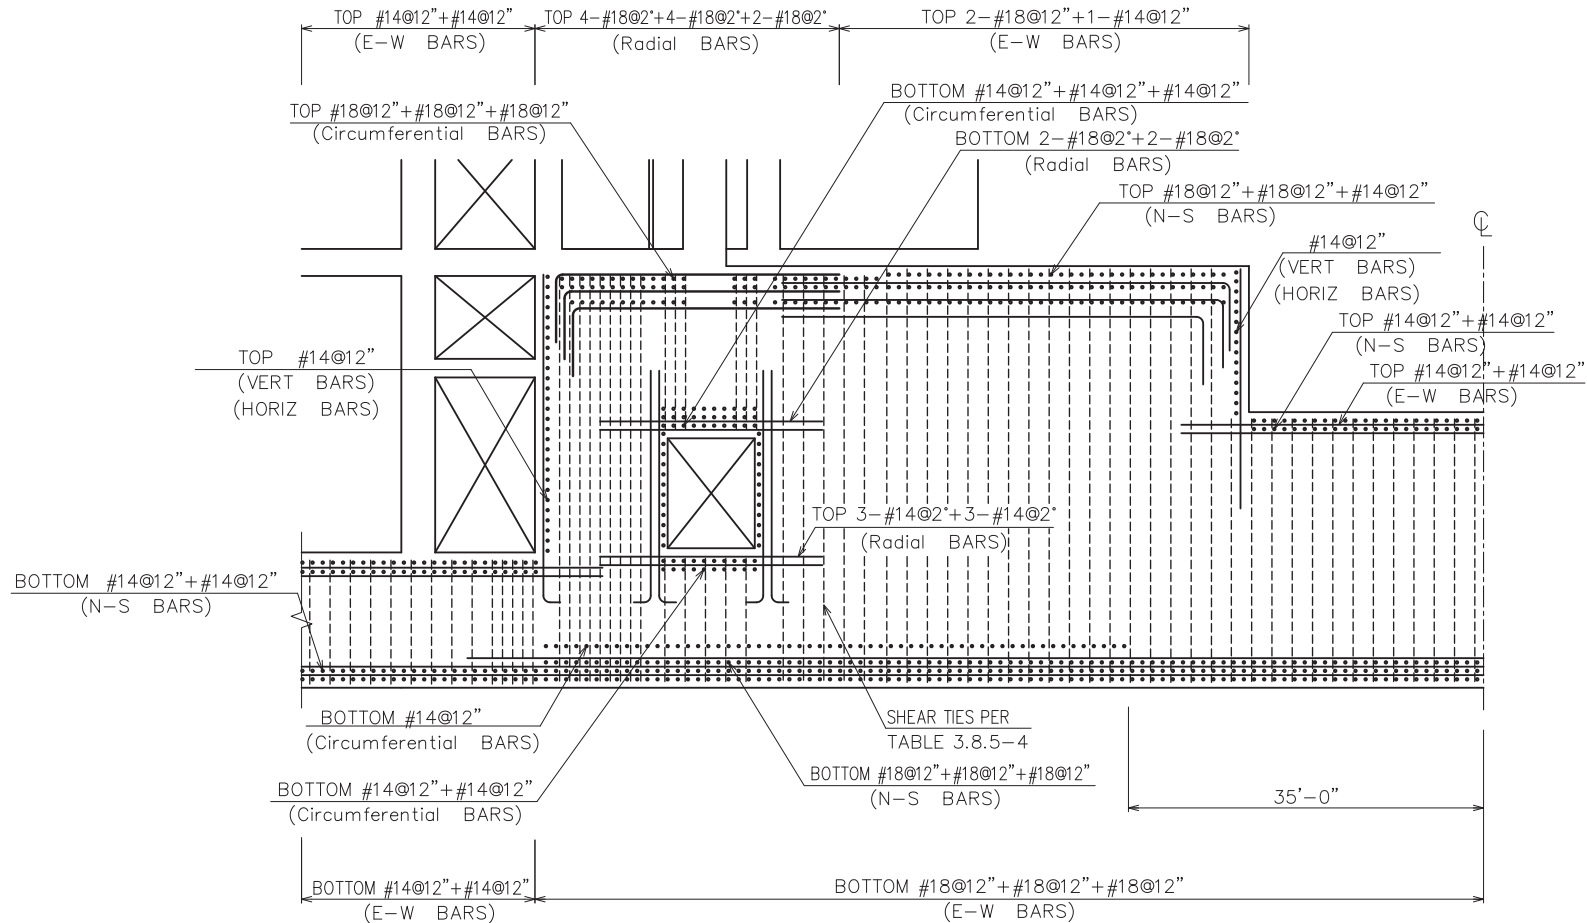 TOP #14@12"+#14@12"
(E-W BARS)
TOP 4-#18@2°+4-#18@2°+2-#18@2°
(Radial BARS)
TOP 2-#18@12"+1-#14@12"
(E-W BARS)
TOP #18@12"+#18@12"+#18@12"
(Circumferential BARS)
BOTTOM #14@12"+#14@12"+#14@12"
(Circumferential BARS)
BOTTOM 2-#18@2°+2-#18@2°
(Radial BARS)
TOP #18@12"+#18@12"+#14@12"
(N-S BARS)
℄
#14@12"
(VERT BARS)
(HORIZ BARS)
TOP #14@12"+#14@12"
(N-S BARS)
TOP #14@12"+#14@12"
(E-W BARS)
TOP #14@12"
(VERT BARS)
(HORIZ BARS)
TOP 3-#14@2°+3-#14@2°
(Radial BARS)
BOTTOM #14@12"+#14@12"
(N-S BARS)
BOTTOM #14@12"
(Circumferential BARS)
SHEAR TIES PER
TABLE 3.8.5-4
BOTTOM #14@12"+#14@12"
(Circumferential BARS)
BOTTOM #18@12"+#18@12"+#18@12"
(N-S BARS)
35'-0"
BOTTOM #14@12"+#14@12"
(E-W BARS)
BOTTOM #18@12"+#18@12"+#18@12"
(E-W BARS)